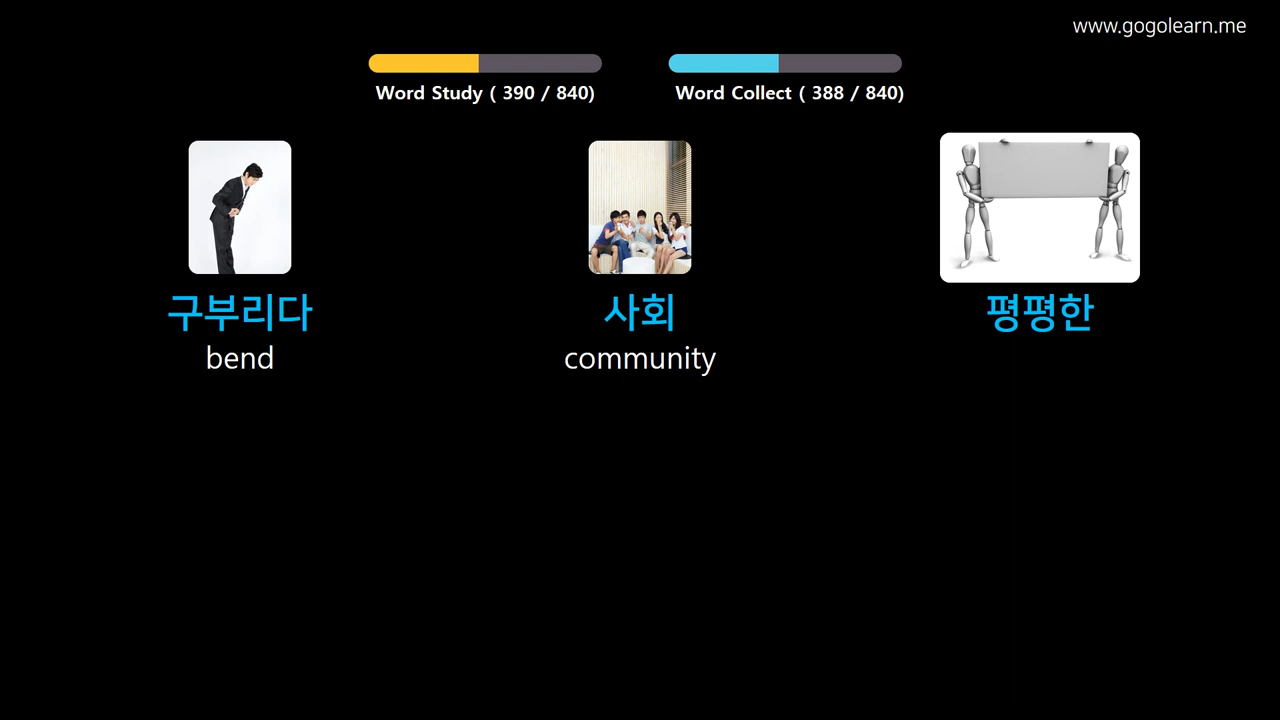 www.gogolearn.me
Word Study ( 390 / 840)
Word Collect ( 388 / 840)
구부리다
bend
사회
community
평평한